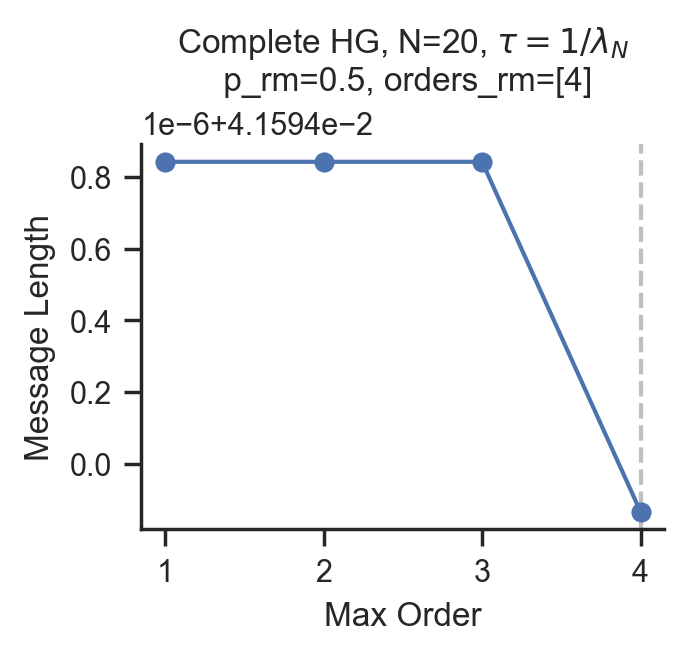 Complete HG, N=20, τ = 1/λ_N
p_rm=0.5, orders_rm=[4]
1e−6+4.1594e−2
0.8
0.6
0.4
0.2
0.0
Message Length
1 2 3 4
Max Order